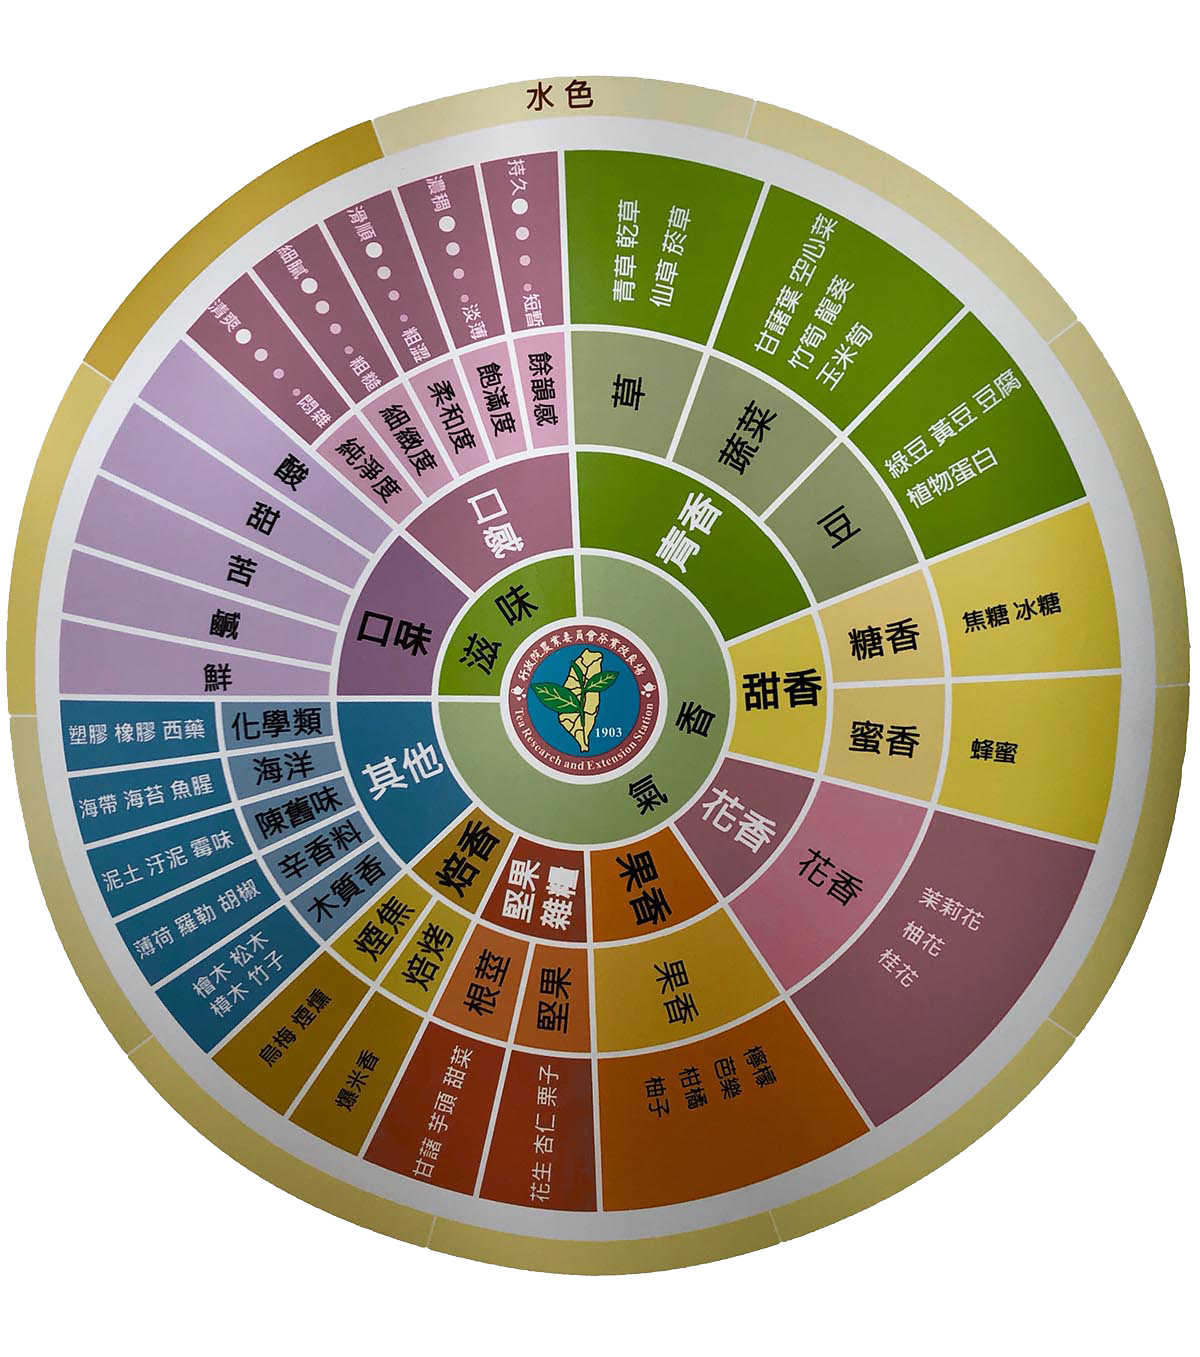 水色
行政院農業委員會茶業改良場
Tea Research and Extension Station
1903
香氣
青香
草
青草 乾草
仙草 菸草
蔬菜
甘藷葉 空心菜
竹筍 龍葵
玉米筍
豆
綠豆 黃豆 豆腐
植物蛋白
甜香
糖香
焦糖 冰糖
蜜香
蜂蜜
花香
花香
茉莉花
柚花
桂花
果香
果香
檸檬
芭樂
柑橘
柚子
堅果
雜糧
堅果
花生 杏仁 栗子
根莖
甘藷 芋頭 甜菜
焙香
焙烤
爆米香
煙焦
烏梅 煙燻
其他
木質香
檜木 松木
樟木 竹子
辛香料
薄荷 羅勒 胡椒
陳舊味
泥土 汙泥 霉味
海洋
海帶 海苔 魚腥
化學類
塑膠 橡膠 西藥
滋味
口味
鮮
鹹
苦
甜
酸
口感
純淨度
清爽 悶雜
細緻度
細膩 粗糙
柔和度
滑順 粗澀
飽滿度
濃稠 淡薄
餘韻感
持久 短暫